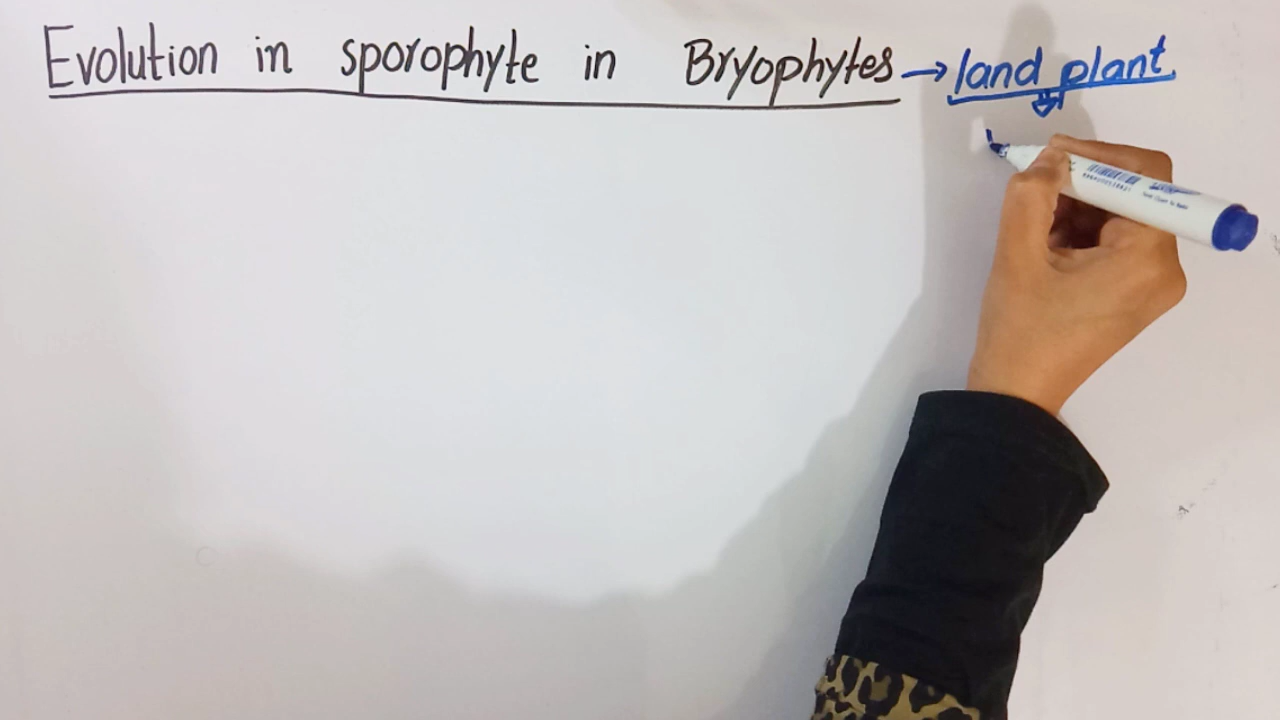 Evolution in sporophyte in Bryophytes → land plant